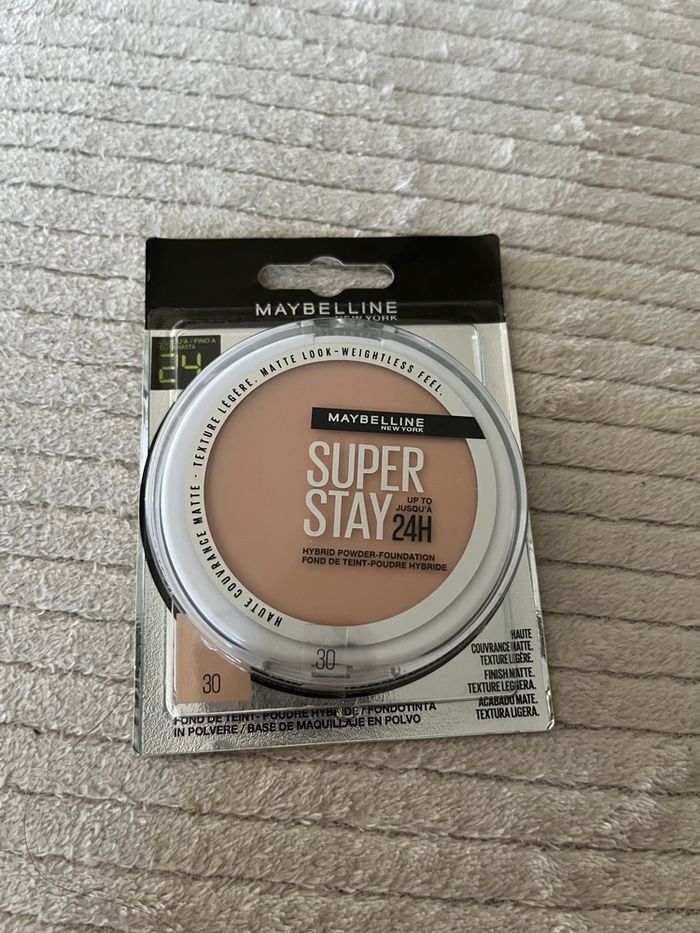 MAYBELLINE
NEW YORK
JUSQU'À / FINO A
HASTA
24
HAUTE COUVRANCE MATTE - TEXTURE LÉGÈRE. MATTE LOOK-WEIGHTLESS FEEL.
MAYBELLINE
NEW YORK
SUPER
STAY
UP TO
JUSQU'À
24H
HYBRID POWDER-FOUNDATION
FOND DE TEINT-POUDRE HYBRIDE
30
30
HAUTE
COUVRANCE MATTE.
TEXTURE LÉGÈRE.
FINISH MATTE.
TEXTURE LEGGERA.
ACABADO MATE.
TEXTURA LIGERA.
FOND DE TEINT- POUDRE HYBRIDE / FONDOTINTA
IN POLVERE / BASE DE MAQUILLAJE EN POLVO